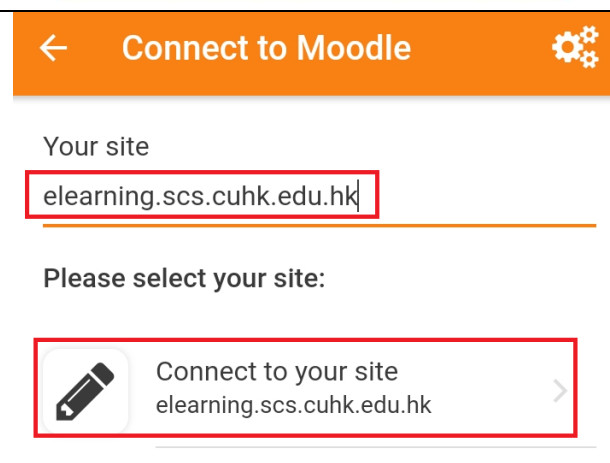 Connect to Moodle
Your site
elearning.scs.cuhk.edu.hk
Please select your site:
Connect to your site
elearning.scs.cuhk.edu.hk